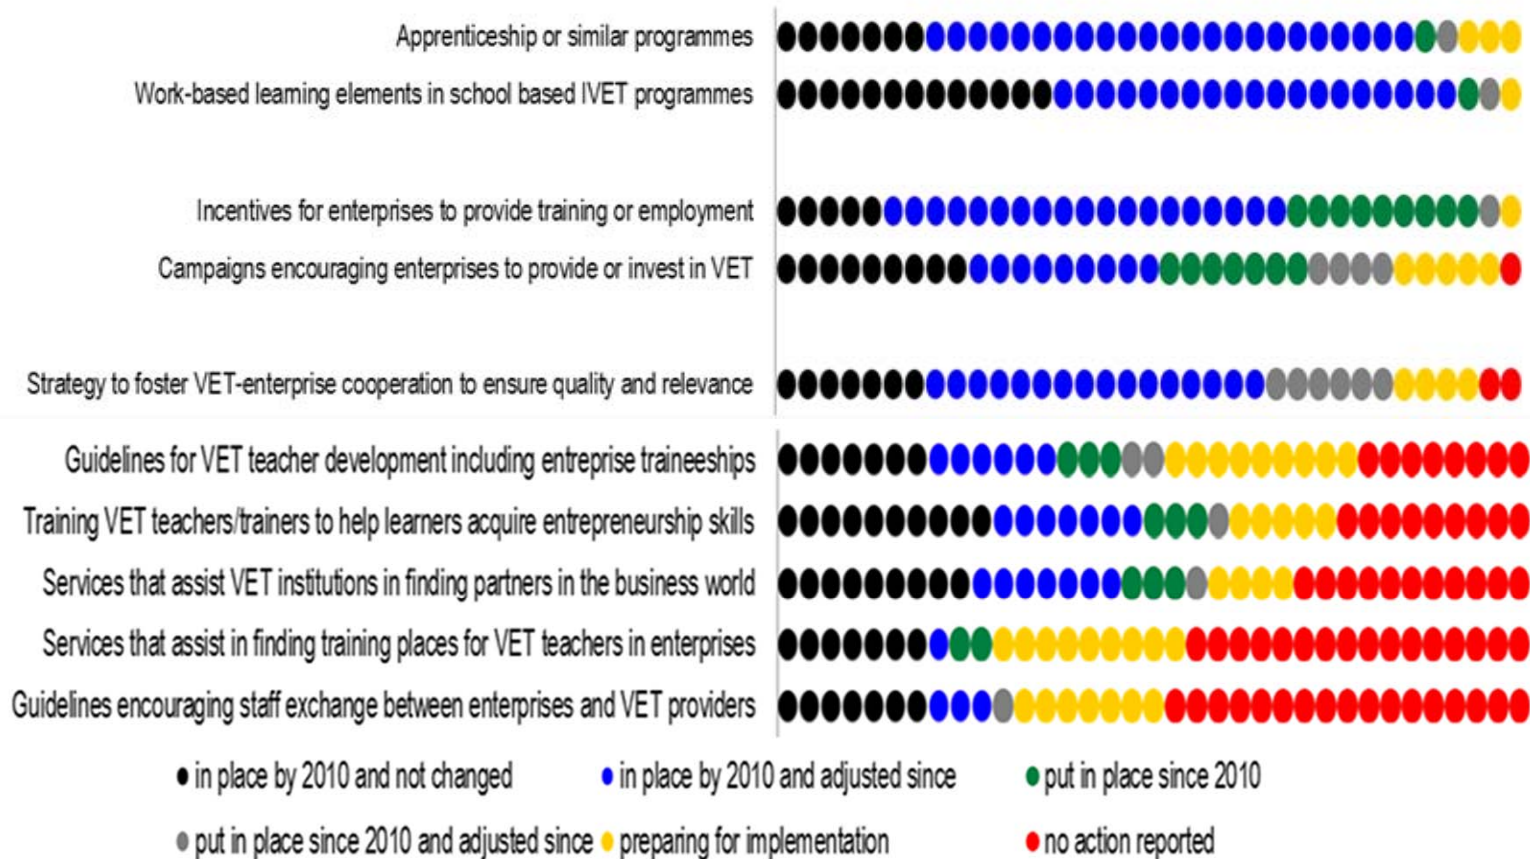 Apprenticeship or similar programmes
Work-based learning elements in school based IVET programmes
Incentives for enterprises to provide training or employment
Campaigns encouraging enterprises to provide or invest in VET
Strategy to foster VET-enterprise cooperation to ensure quality and relevance
Guidelines for VET teacher development including entreprise traineeships
Training VET teachers/trainers to help learners acquire entrepreneurship skills
Services that assist VET institutions in finding partners in the business world
Services that assist in finding training places for VET teachers in enterprises
Guidelines encouraging staff exchange between enterprises and VET providers
in place by 2010 and not changed in place by 2010 and adjusted since put in place since 2010
put in place since 2010 and adjusted since preparing for implementation no action reported